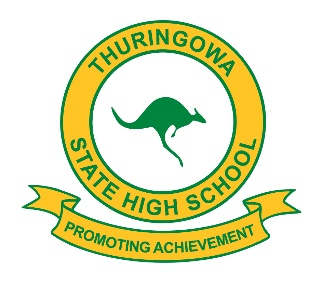 THURINGOWA
STATE HIGH SCHOOL
PROMOTING ACHIEVEMENT